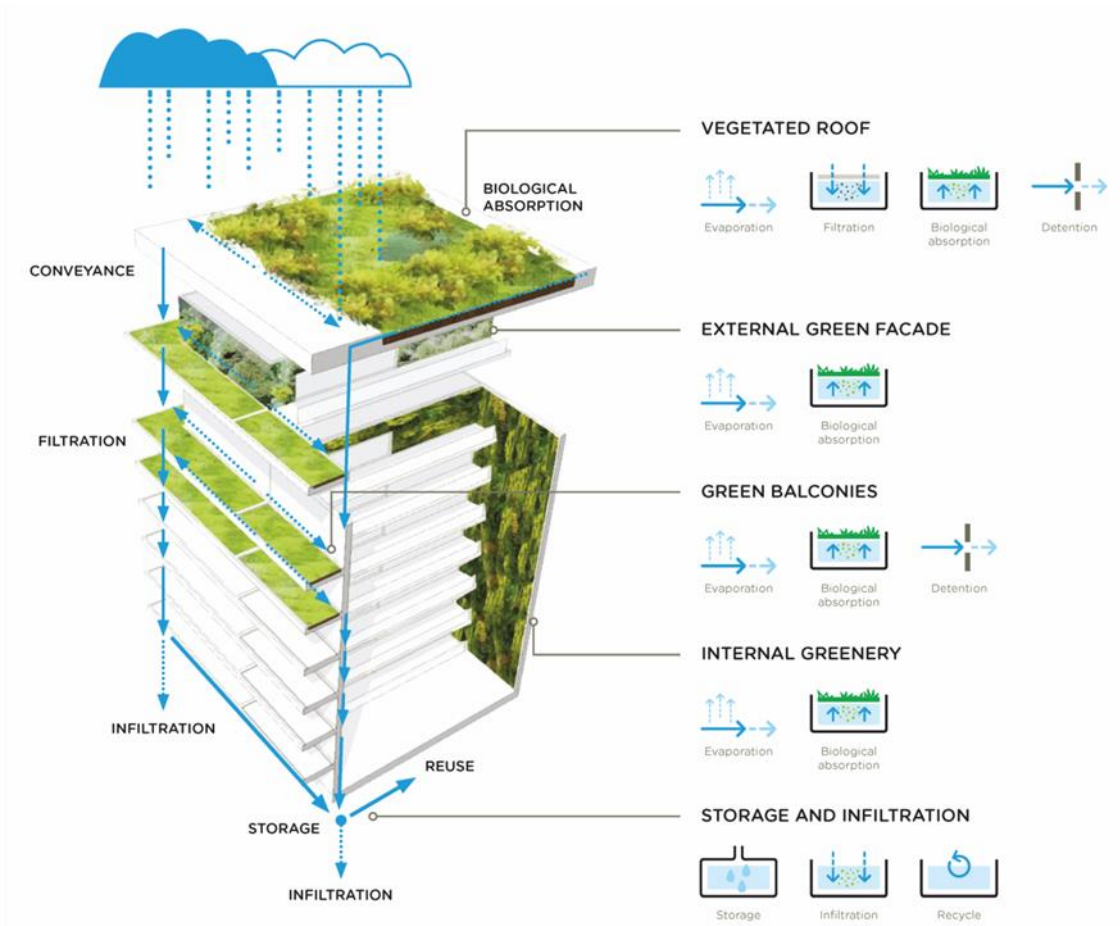 VEGETATED ROOF
BIOLOGICAL
ABSORPTION
Evaporation
Filtration
Biological
absorption
Detention
CONVEYANCE
EXTERNAL GREEN FACADE
Evaporation
Biological
absorption
FILTRATION
GREEN BALCONIES
Evaporation
Biological
absorption
Detention
INTERNAL GREENERY
Evaporation
Biological
absorption
INFILTRATION
REUSE
STORAGE
INFILTRATION
STORAGE AND INFILTRATION
Storage
Infiltration
Recycle